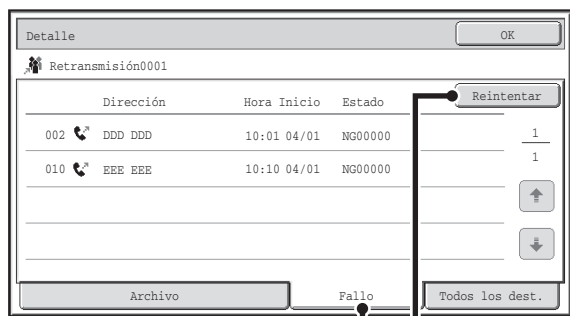 Detalle OK
Retransmisión0001
Dirección Hora Inicio Estado Reintentar
002 DDD DDD 10:01 04/01 NG00000 1
010 EEE EEE 10:10 04/01 NG00000 1
Archivo Fallo Todos los dest.